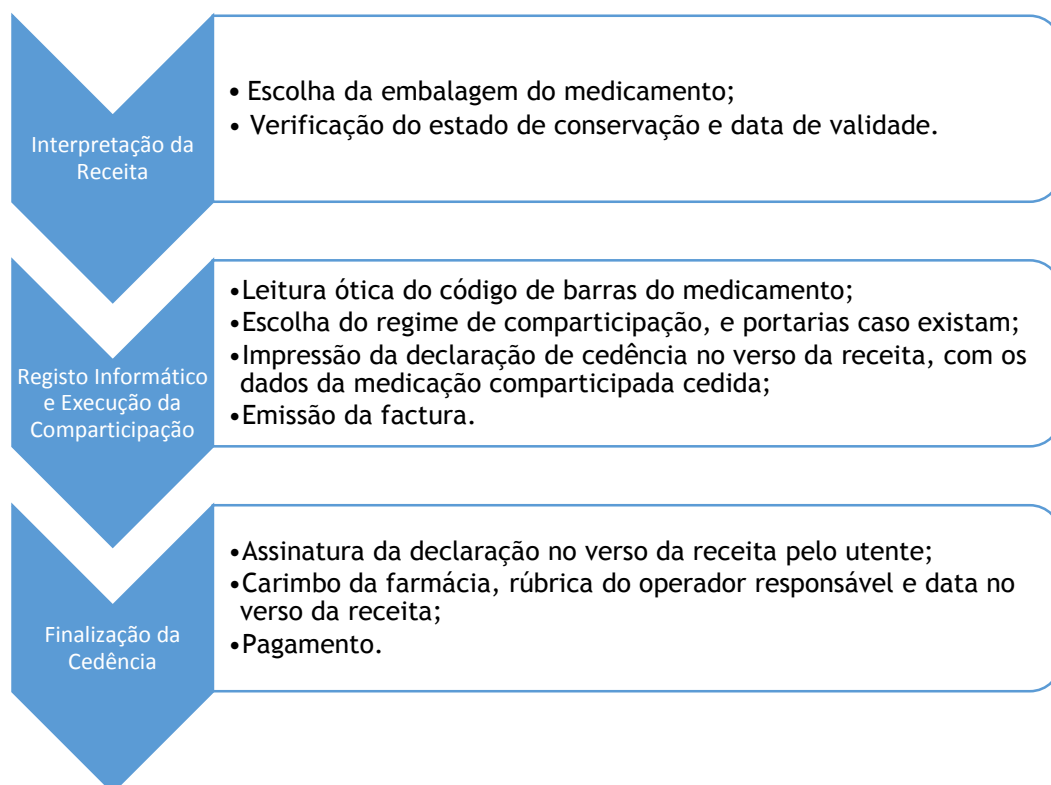 Interpretação da
Receita
• Escolha da embalagem do medicamento;
• Verificação do estado de conservação e data de validade.
Registo Informático
e Execução da
Comparticipação
•Leitura ótica do código de barras do medicamento;
•Escolha do regime de comparticipação, e portarias caso existam;
•Impressão da declaração de cedência no verso da receita, com os
dados da medicação comparticipada cedida;
•Emissão da factura.
Finalização da
Cedência
•Assinatura da declaração no verso da receita pelo utente;
•Carimbo da farmácia, rúbrica do operador responsável e data no
verso da receita;
•Pagamento.